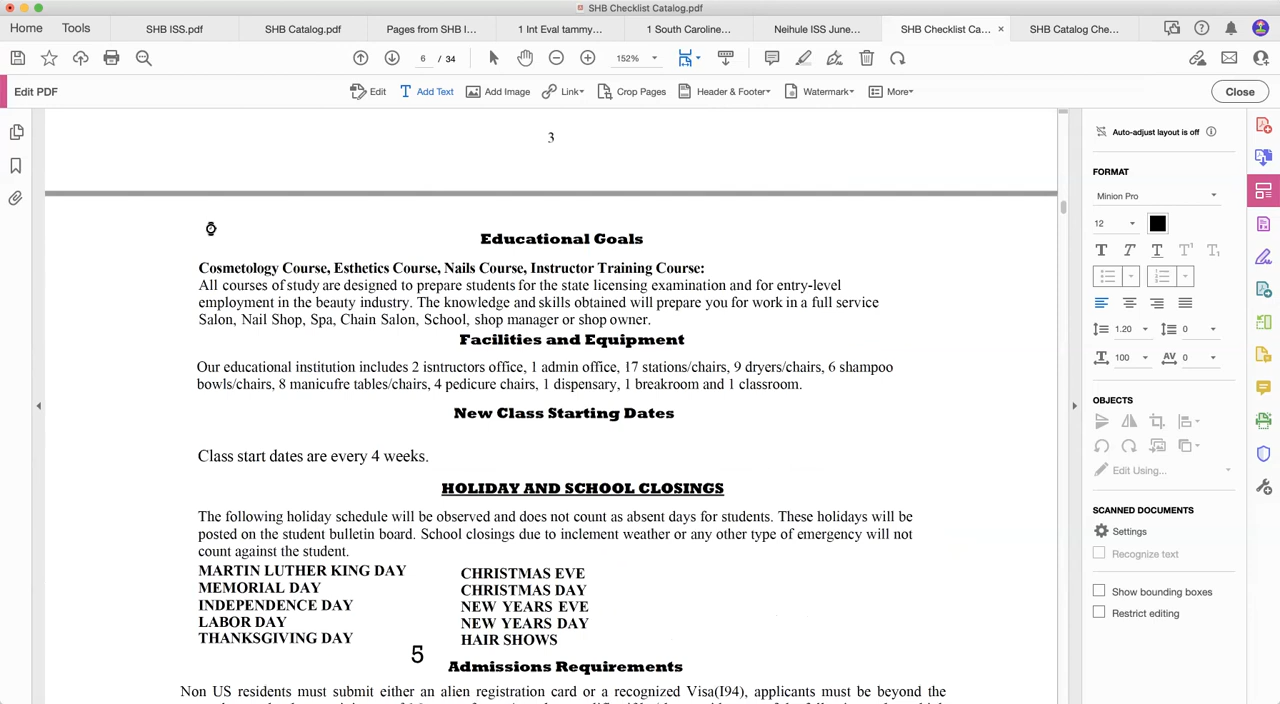 SHB Checklist Catalog.pdf
Home Tools SHB ISS.pdf SHB Catalog.pdf Pages from SHB I... 1 Int Eval tammy... 1 South Caroline... Neihule ISS June... SHB Checklist Ca... × SHB Catalog Che...
6 / 34 152%
Edit PDF Edit Add Text Add Image Link Crop Pages Header & Footer Watermark More Close
3
Educational Goals
Cosmetology Course, Esthetics Course, Nails Course, Instructor Training Course:
All courses of study are designed to prepare students for the state licensing examination and for entry-level
employment in the beauty industry. The knowledge and skills obtained will prepare you for work in a full service
Salon, Nail Shop, Spa, Chain Salon, School, shop manager or shop owner.
Facilities and Equipment
Our educational institution includes 2 isntructors office, 1 admin office, 17 stations/chairs, 9 dryers/chairs, 6 shampoo
bowls/chairs, 8 manicufre tables/chairs, 4 pedicure chairs, 1 dispensary, 1 breakroom and 1 classroom.
New Class Starting Dates
Class start dates are every 4 weeks.
HOLIDAY AND SCHOOL CLOSINGS
The following holiday schedule will be observed and does not count as absent days for students. These holidays will be
posted on the student bulletin board. School closings due to inclement weather or any other type of emergency will not
count against the student.
MARTIN LUTHER KING DAY
MEMORIAL DAY
INDEPENDENCE DAY
LABOR DAY
THANKSGIVING DAY
CHRISTMAS EVE
CHRISTMAS DAY
NEW YEARS EVE
NEW YEARS DAY
HAIR SHOWS
5
Admissions Requirements
Non US residents must submit either an alien registration card or a recognized Visa(I94), applicants must be beyond the
Auto-adjust layout is off
FORMAT
Minion Pro
12
T T T T¹ T₁
1.20 0
100 AV 0
OBJECTS
Edit Using...
SCANNED DOCUMENTS
Settings
Recognize text
Show bounding boxes
Restrict editing